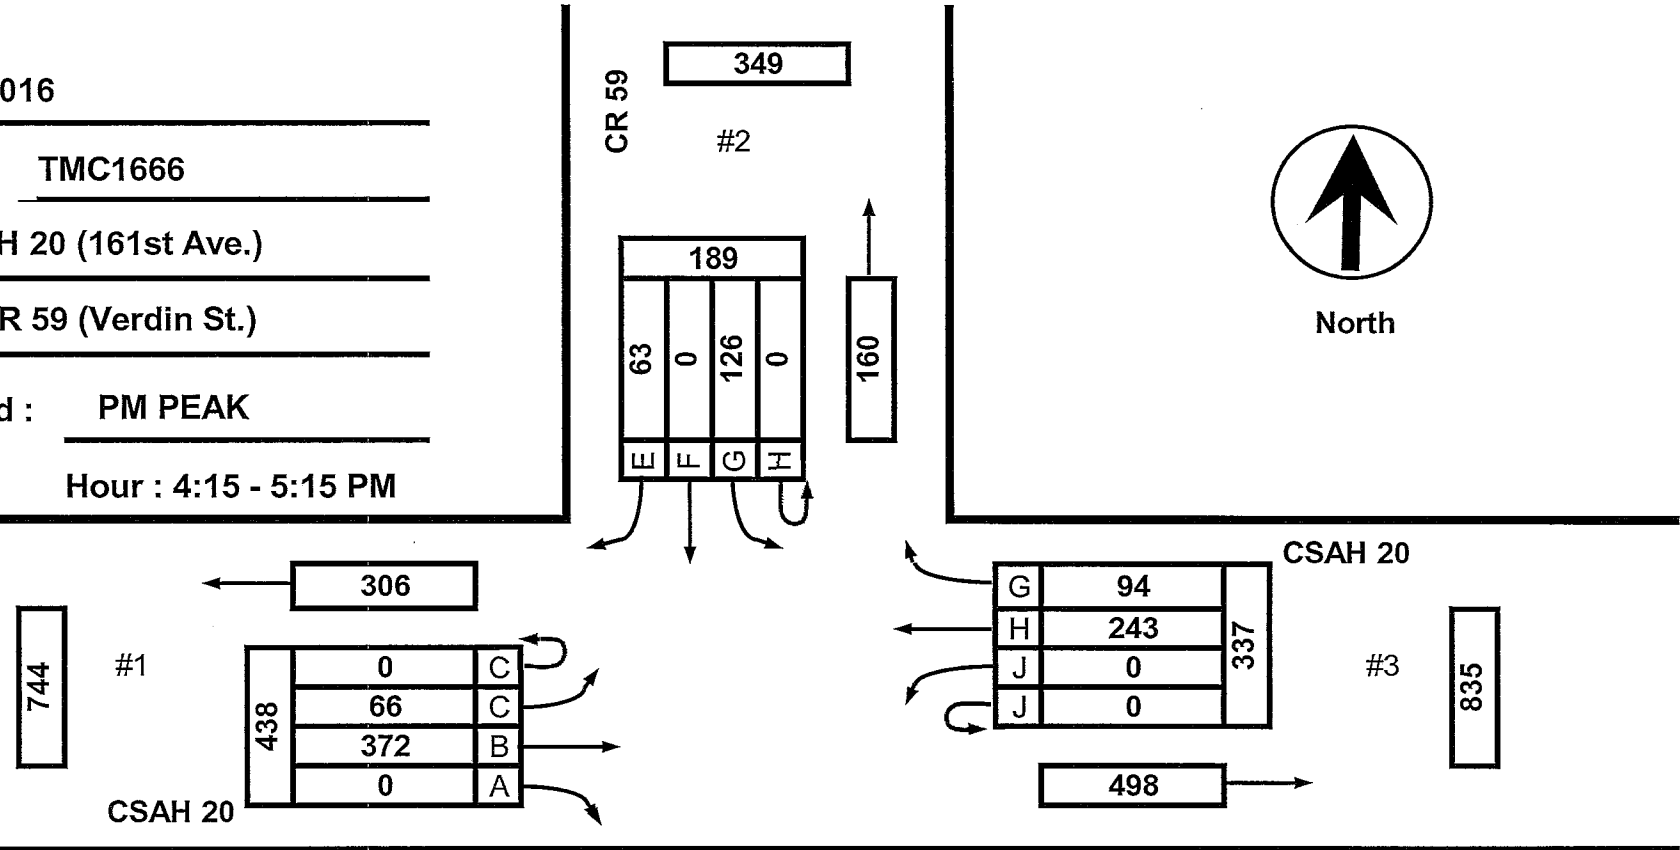 016
TMC1666
H 20 (161st Ave.)
R 59 (Verdin St.)
d : PM PEAK
Hour : 4:15 - 5:15 PM
CR 59
349
#2
189
63 0 126 0
E F G H
160
North
306
744
#1
438
0 C
66 C
372 B
0 A
CSAH 20
CSAH 20
G 94
H 243
J 0
J 0
337
#3
835
498